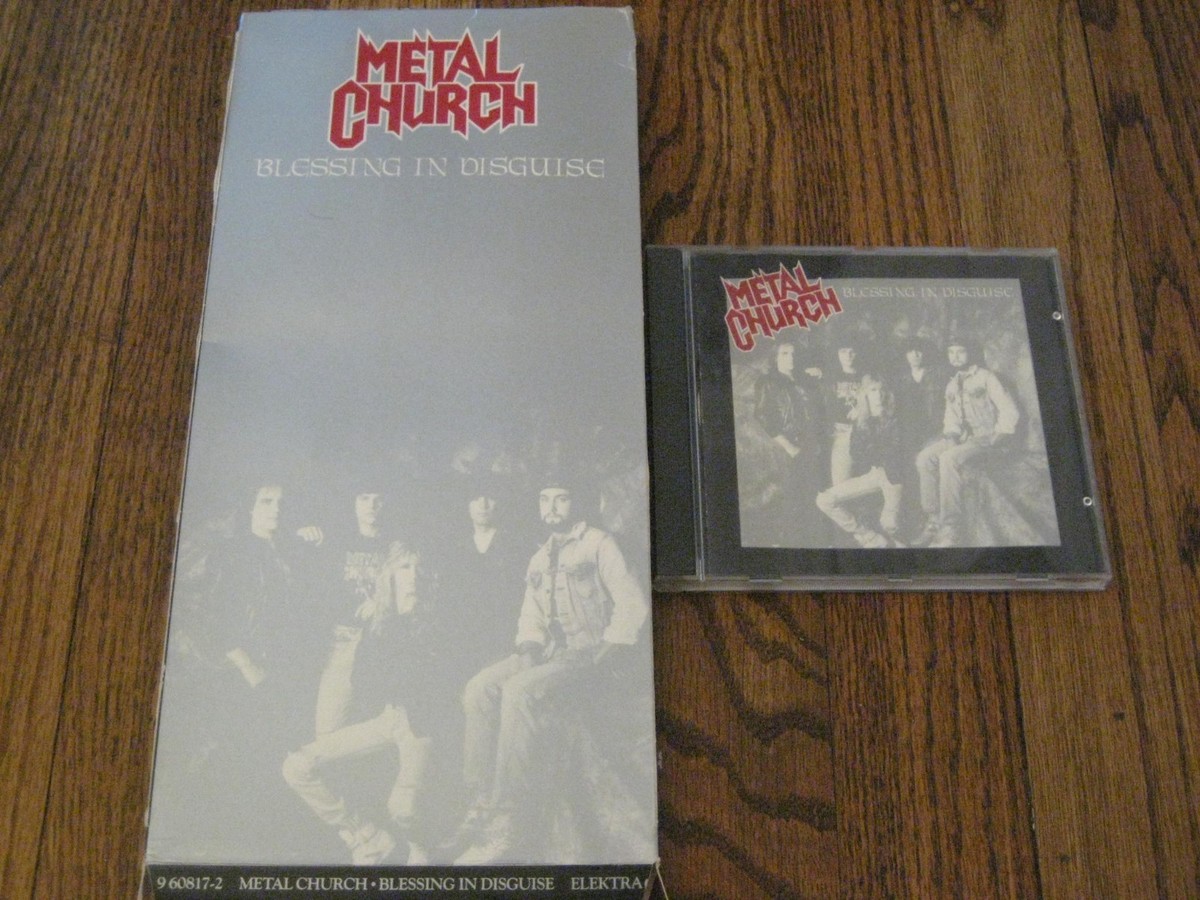 METAL
CHURCH
BLESSING IN DISGUISE
9 60817-2 METAL CHURCH • BLESSING IN DISGUISE ELEKTRA
METAL
CHURCH
BLESSING IN DISGUISE